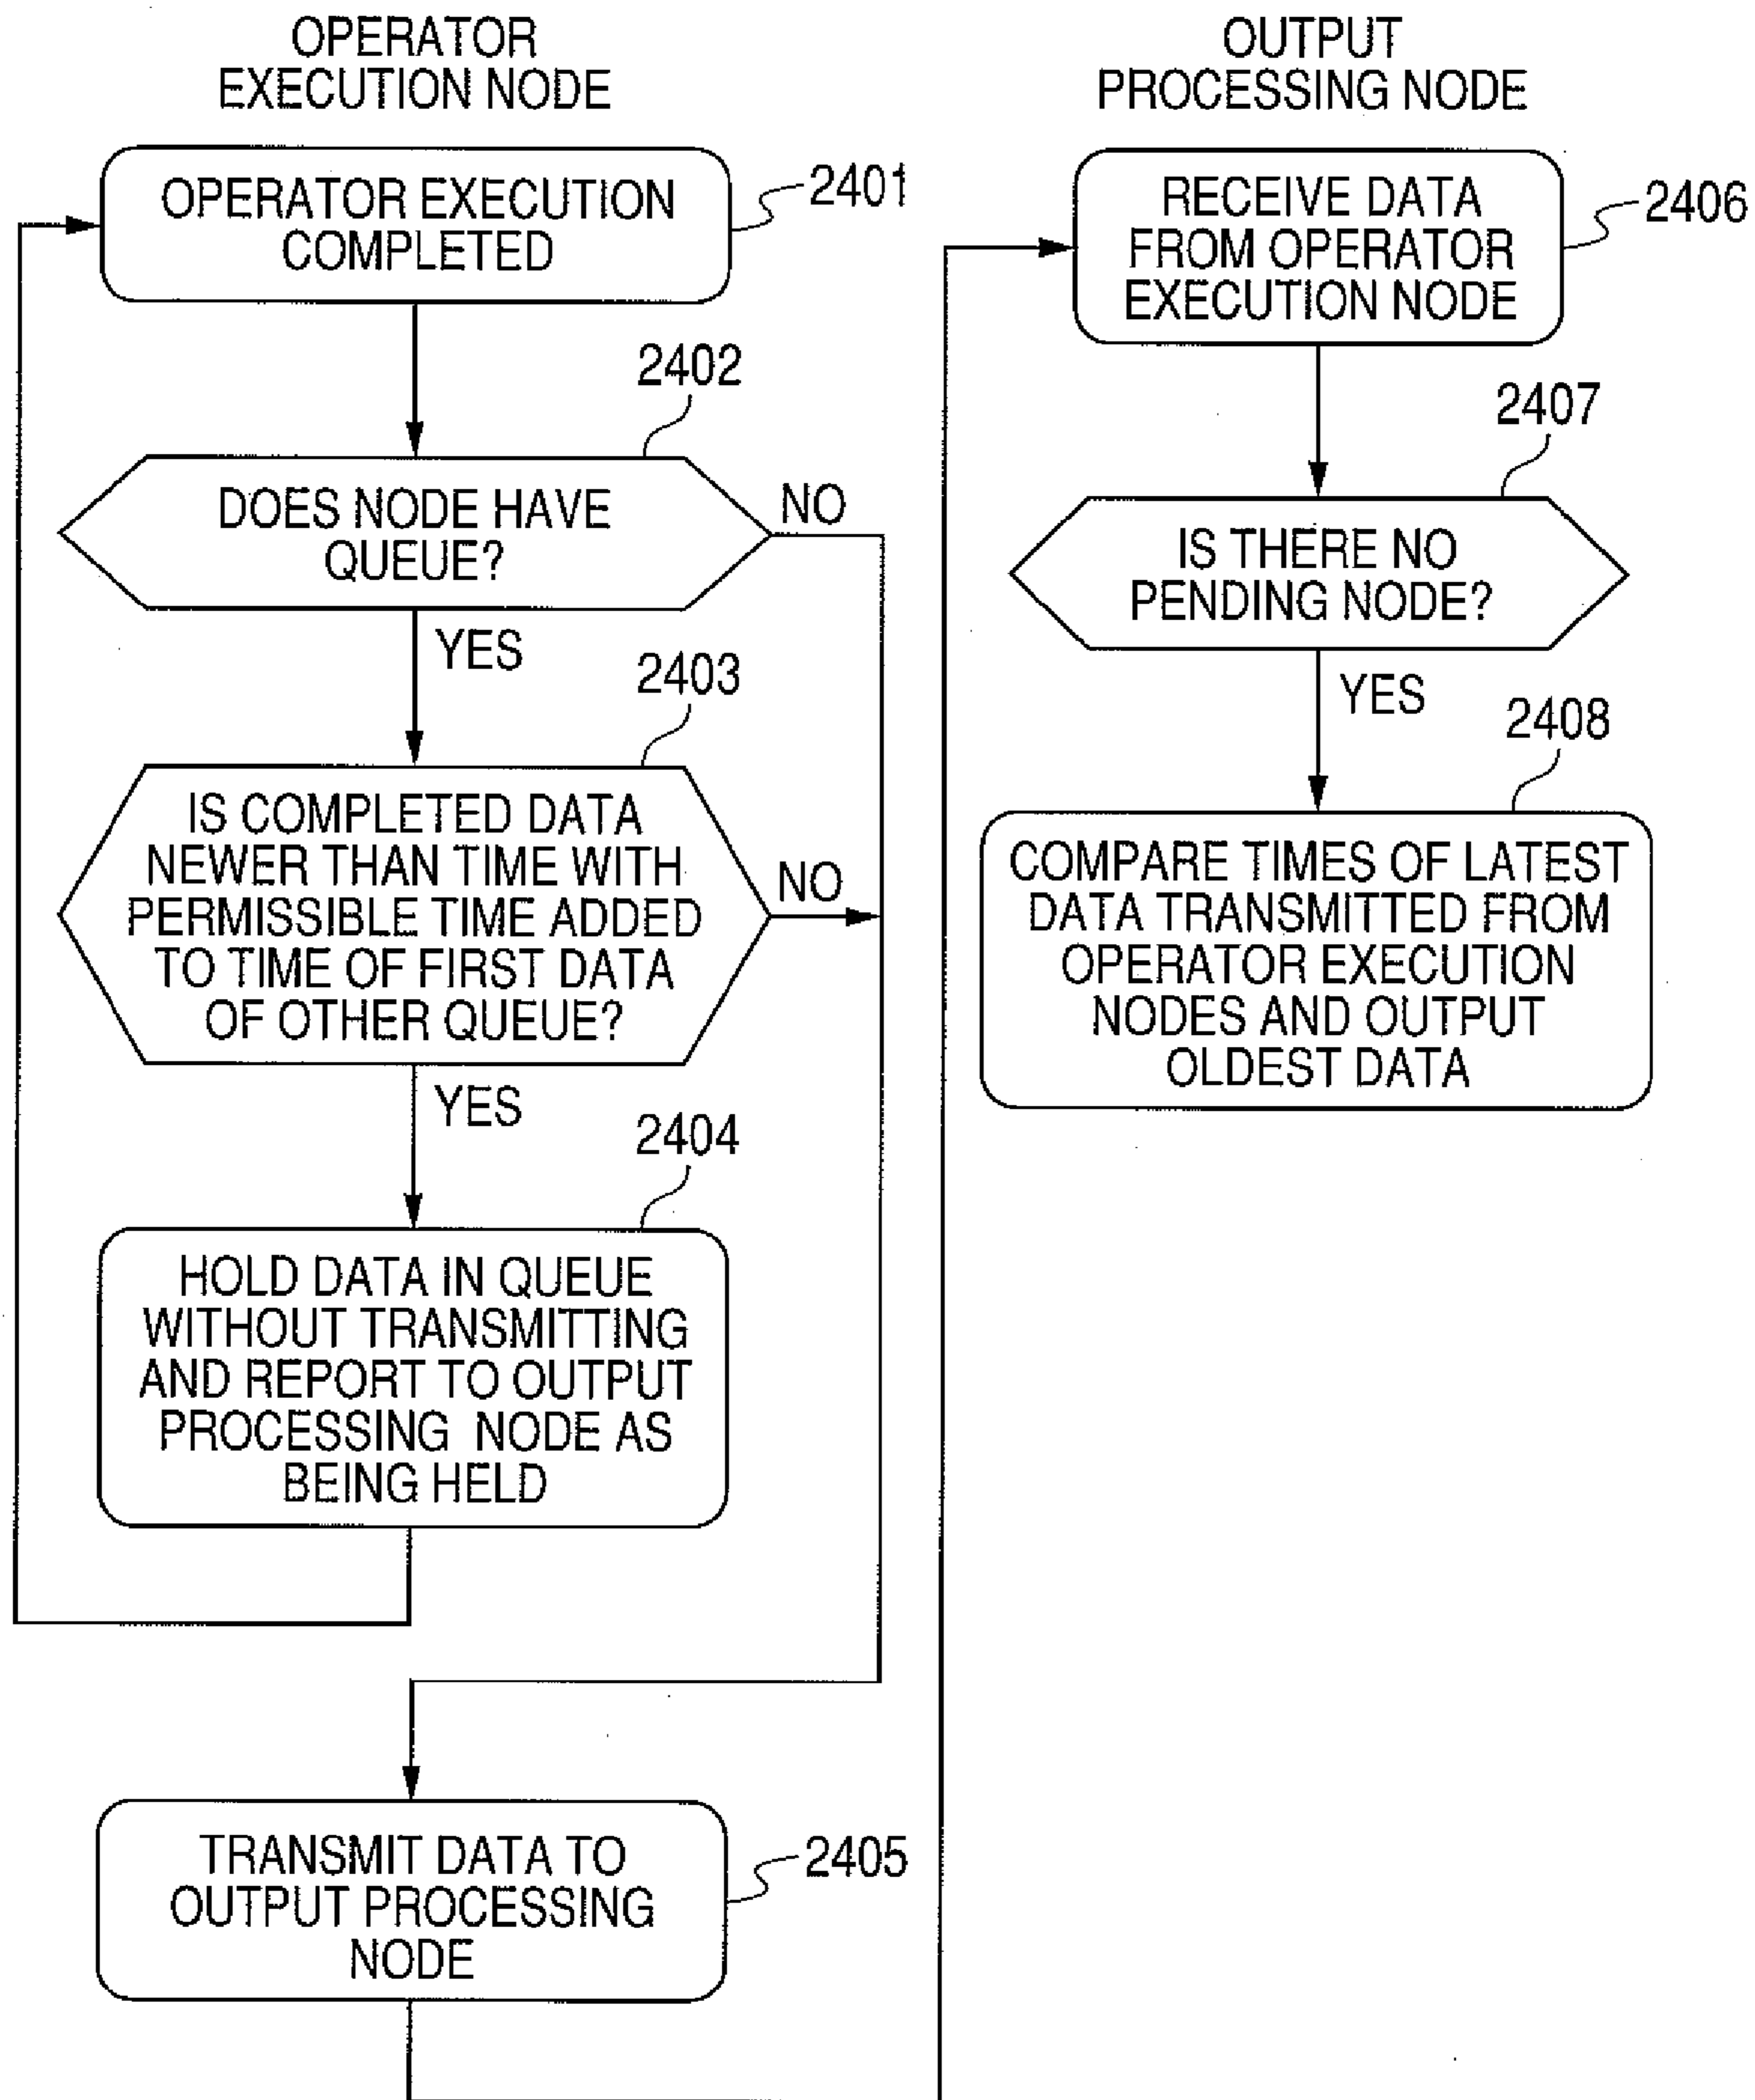 OPERATOR
EXECUTION NODE
OPERATOR EXECUTION
COMPLETED
2401
2402
DOES NODE HAVE
QUEUE?
NO
YES
2403
IS COMPLETED DATA
NEWER THAN TIME WITH
PERMISSIBLE TIME ADDED
TO TIME OF FIRST DATA
OF OTHER QUEUE?
NO
YES
2404
HOLD DATA IN QUEUE
WITHOUT TRANSMITTING
AND REPORT TO OUTPUT
PROCESSING NODE AS
BEING HELD
TRANSMIT DATA TO
OUTPUT PROCESSING
NODE
2405
OUTPUT
PROCESSING NODE
RECEIVE DATA
FROM OPERATOR
EXECUTION NODE
2406
2407
IS THERE NO
PENDING NODE?
YES
2408
COMPARE TIMES OF LATEST
DATA TRANSMITTED FROM
OPERATOR EXECUTION
NODES AND OUTPUT
OLDEST DATA